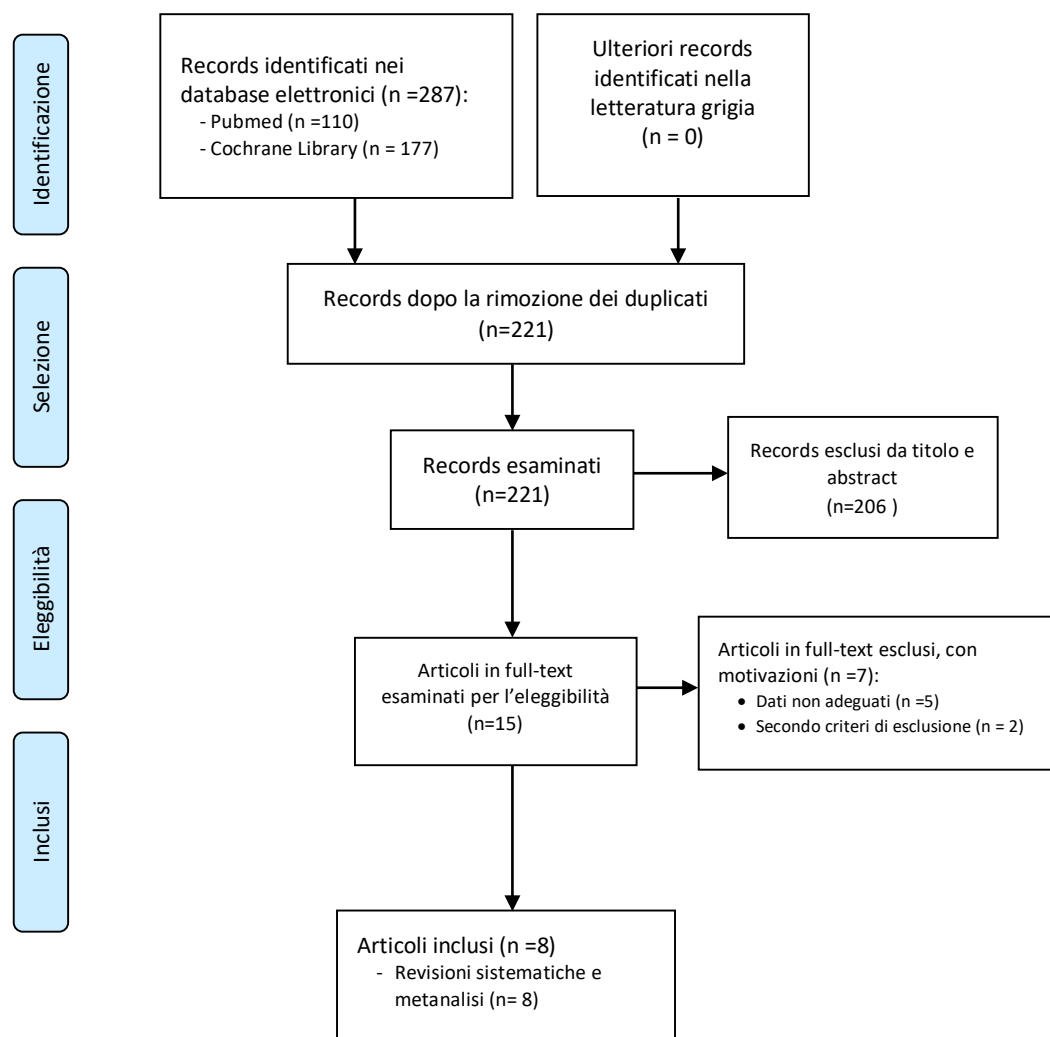 Identificazione
Records identificati nei
database elettronici (n =287):
- Pubmed (n =110)
- Cochrane Library (n = 177)
Ulteriori records
identificati nella
letteratura grigia
(n = 0)
Selezione
Records dopo la rimozione dei duplicati
(n=221)
Records esaminati
(n=221)
Records esclusi da titolo e
abstract
(n=206 )
Eleggibilità
Articoli in full-text
esaminati per l'eleggibilità
(n=15)
Articoli in full-text esclusi, con
motivazioni (n =7):
• Dati non adeguati (n =5)
• Secondo criteri di esclusione (n = 2)
Inclusi
Articoli inclusi (n =8)
- Revisioni sistematiche e
metanalisi (n= 8)